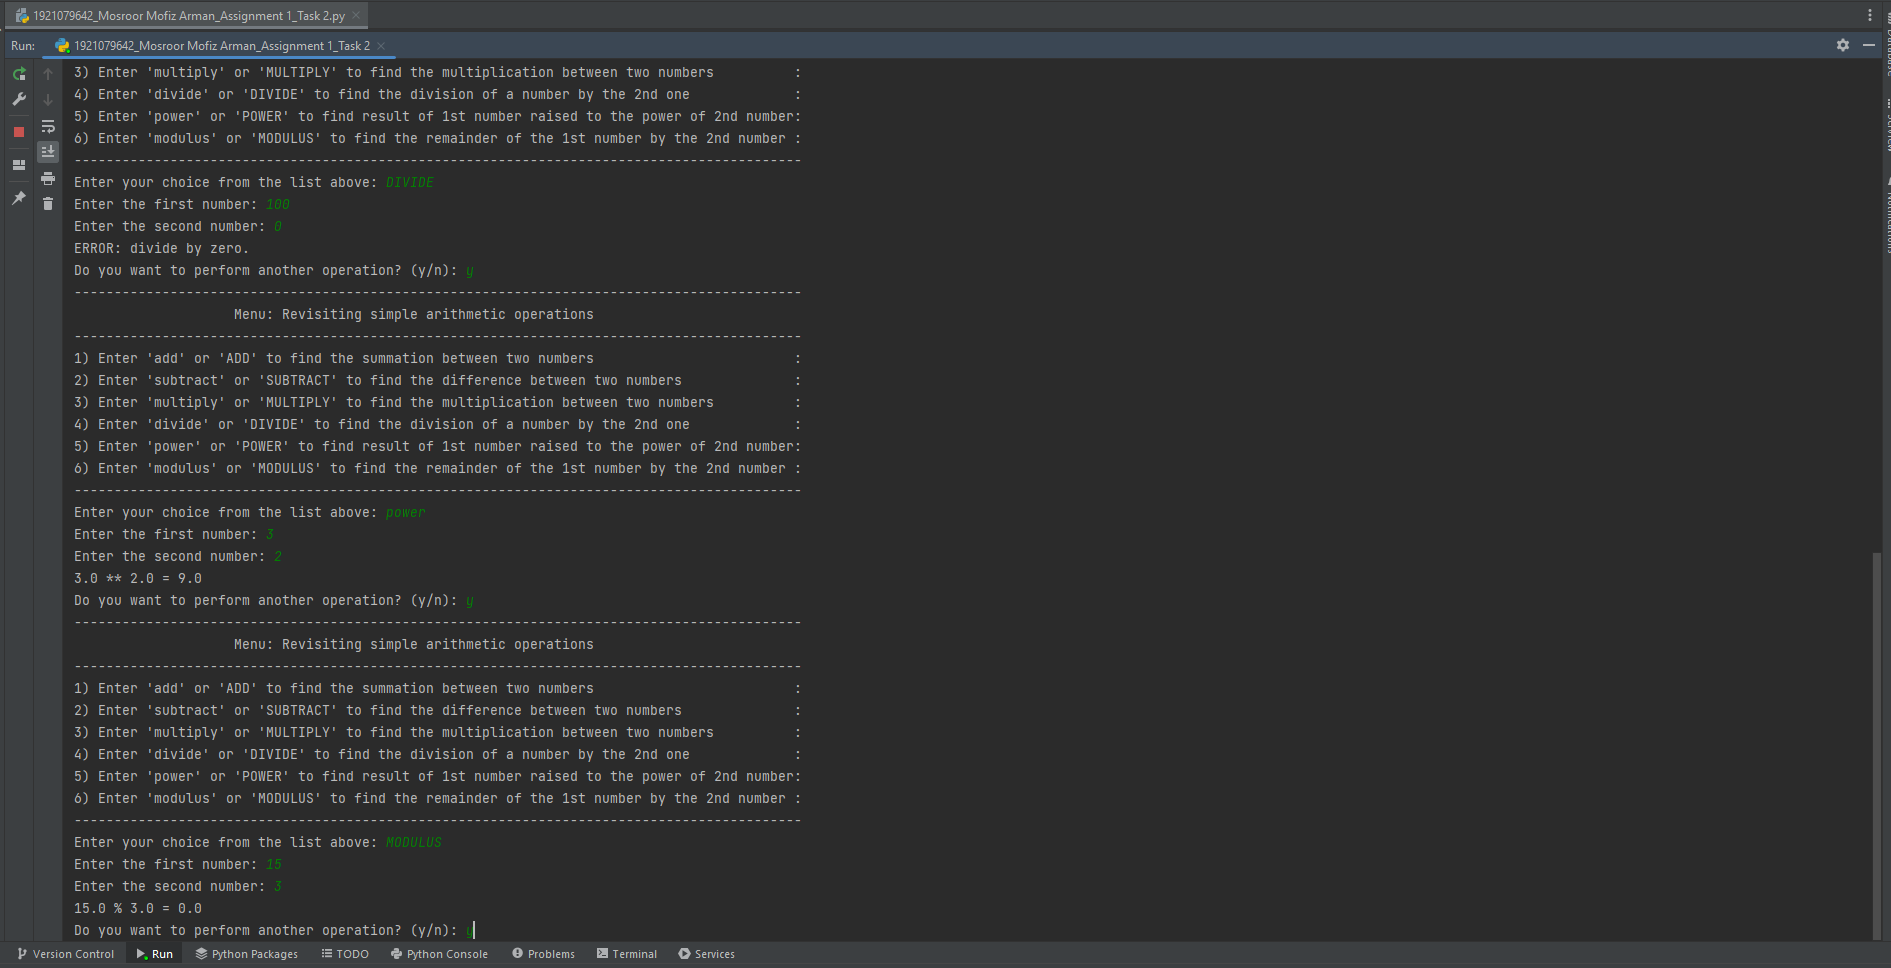 1921079642_Mosroor Mofiz Arman_Assignment 1_Task 2.py
Run: 1921079642_Mosroor Mofiz Arman_Assignment 1_Task 2
3) Enter 'multiply' or 'MULTIPLY' to find the multiplication between two numbers          :
4) Enter 'divide' or 'DIVIDE' to find the division of a number by the 2nd one             :
5) Enter 'power' or 'POWER' to find result of 1st number raised to the power of 2nd number:
6) Enter 'modulus' or 'MODULUS' to find the remainder of the 1st number by the 2nd number :
-------------------------------------------------------------------------------------------
Enter your choice from the list above: DIVIDE
Enter the first number: 100
Enter the second number: 0
ERROR: divide by zero.
Do you want to perform another operation? (y/n): y
-------------------------------------------------------------------------------------------
                    Menu: Revisiting simple arithmetic operations
-------------------------------------------------------------------------------------------
1) Enter 'add' or 'ADD' to find the summation between two numbers                         :
2) Enter 'subtract' or 'SUBTRACT' to find the difference between two numbers              :
3) Enter 'multiply' or 'MULTIPLY' to find the multiplication between two numbers          :
4) Enter 'divide' or 'DIVIDE' to find the division of a number by the 2nd one             :
5) Enter 'power' or 'POWER' to find result of 1st number raised to the power of 2nd number:
6) Enter 'modulus' or 'MODULUS' to find the remainder of the 1st number by the 2nd number :
-------------------------------------------------------------------------------------------
Enter your choice from the list above: power
Enter the first number: 3
Enter the second number: 2
3.0 ** 2.0 = 9.0
Do you want to perform another operation? (y/n): y
-------------------------------------------------------------------------------------------
                    Menu: Revisiting simple arithmetic operations
-------------------------------------------------------------------------------------------
1) Enter 'add' or 'ADD' to find the summation between two numbers                         :
2) Enter 'subtract' or 'SUBTRACT' to find the difference between two numbers              :
3) Enter 'multiply' or 'MULTIPLY' to find the multiplication between two numbers          :
4) Enter 'divide' or 'DIVIDE' to find the division of a number by the 2nd one             :
5) Enter 'power' or 'POWER' to find result of 1st number raised to the power of 2nd number:
6) Enter 'modulus' or 'MODULUS' to find the remainder of the 1st number by the 2nd number :
-------------------------------------------------------------------------------------------
Enter your choice from the list above: MODULUS
Enter the first number: 15
Enter the second number: 3
15.0 % 3.0 = 0.0
Do you want to perform another operation? (y/n): y
Version Control Run Python Packages TODO Python Console Problems Terminal Services